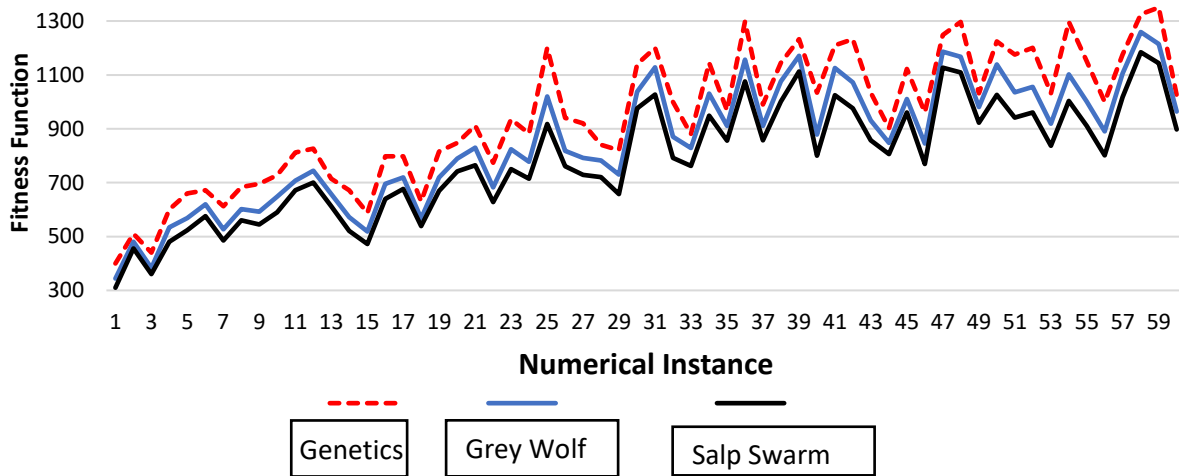 1300
1100
900
700
500
300
Fitness Function
1 3 5 7 9 11 13 15 17 19 21 23 25 27 29 31 33 35 37 39 41 43 45 47 49 51 53 55 57 59
Numerical Instance
Genetics Grey Wolf Salp Swarm